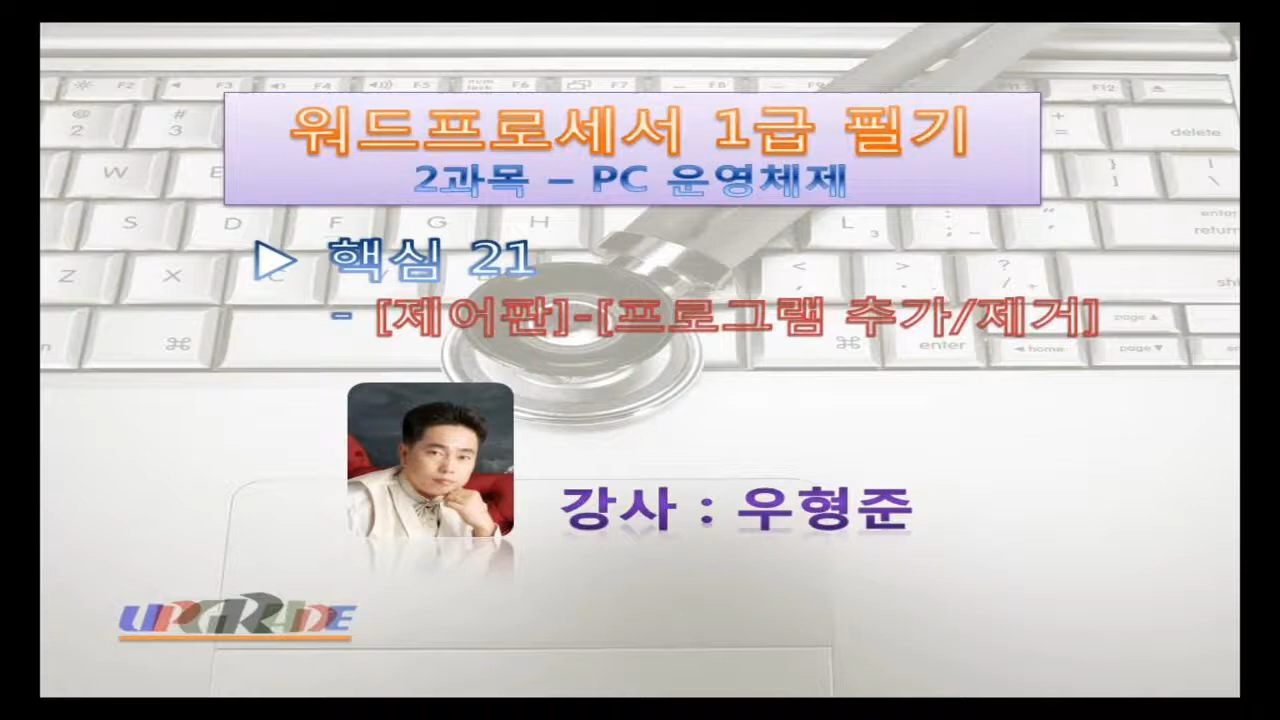 워드프로세서 1급 필기
2과목 – PC 운영체제
▶ 핵심 21
- [제어판]-[프로그램 추가/제거]
강사 : 우형준
UPGRADE